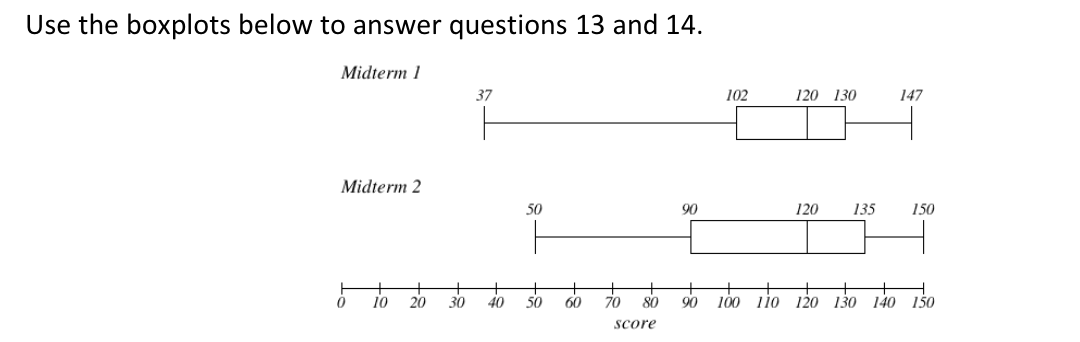 Use the boxplots below to answer questions 13 and 14.
Midterm 1
37 102 120 130 147
Midterm 2
50 90 120 135 150
0 10 20 30 40 50 60 70 80 90 100 110 120 130 140 150
score